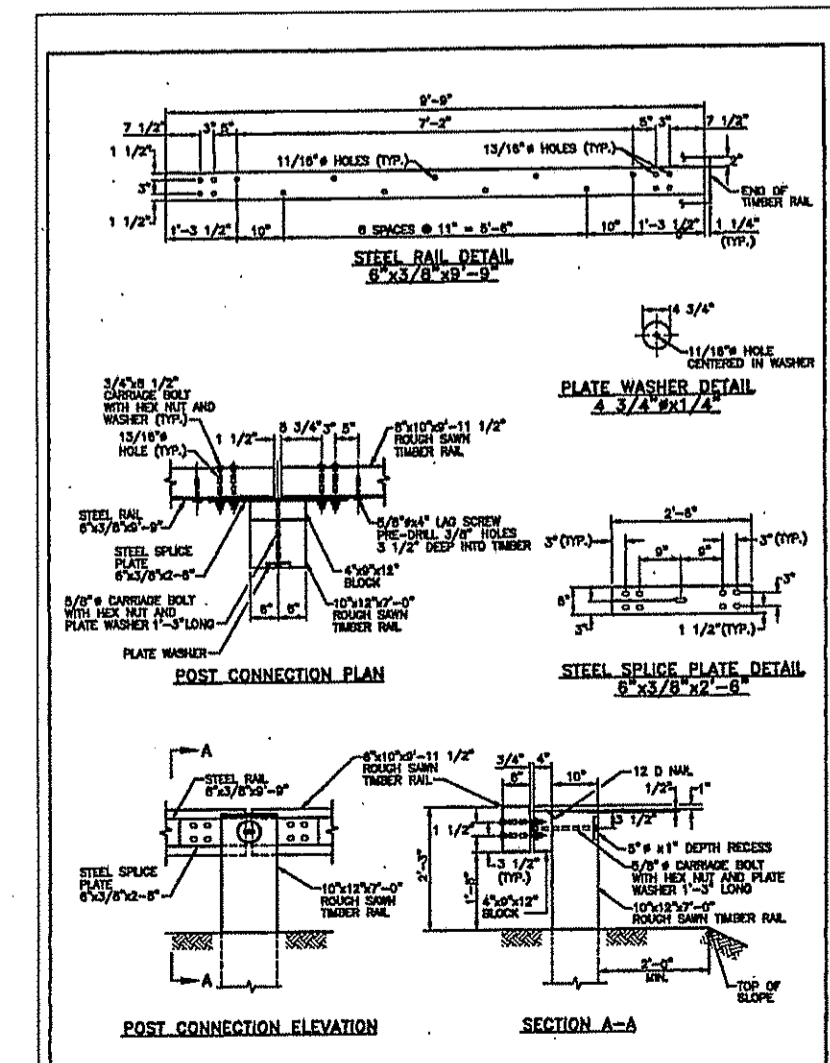 9'-9"
7 1/2" 3" 5" 7'-2" 5" 3" 7 1/2"
1 1/2" 11/16"ø HOLES (TYP.) 13/16"ø HOLES (TYP.) 2"
3"
1 1/2"
END OF
TIMBER RAIL
1'-3 1/2" 10" 6 SPACES @ 11" = 5'-6" 10" 1'-3 1/2" 1 1/4"
(TYP.)
STEEL RAIL DETAIL
6"x3/8"x9'-9"
4 3/4"
11/16"ø HOLE
CENTERED IN WASHER
PLATE WASHER DETAIL
4 3/4"øx1/4"
3/4"x8 1/2"
CARRIAGE BOLT
WITH HEX NUT AND
WASHER (TYP.)
13/16"ø
HOLE (TYP.)
1 1/2" 3" 5"
10"x9'-11 1/2"
ROUGH SAWN
TIMBER RAIL
STEEL RAIL
6"x3/8"x9'-9"
STEEL SPLICE
PLATE
6"x3/8"x2-6"
5/8"øx4" LAG SCREW
PRE-DRILL 3/8" HOLES
3 1/2" DEEP INTO TIMBER
4"x9"x12"
BLOCK
5/8"ø CARRIAGE BOLT
WITH HEX NUT AND
PLATE WASHER 1'-3" LONG
6" 6"
10"x12"x7'-0"
ROUGH SAWN
TIMBER RAIL
PLATE WASHER
POST CONNECTION PLAN
2'-6"
3" (TYP.) 9" 9" 3" (TYP.)
6" 3"
3" 1 1/2" (TYP.)
STEEL SPLICE PLATE DETAIL
6"x3/8"x2'-6"
A
STEEL RAIL
6"x3/8"x9'-9"
10"x9'-11 1/2"
ROUGH SAWN
TIMBER RAIL
STEEL SPLICE
PLATE
6"x3/8"x2-6"
10"x12"x7'-0"
ROUGH SAWN
TIMBER RAIL
A
POST CONNECTION ELEVATION
3/4" 4" 10" 12 D NAIL
1/2" 1"
1 1/2" 3 1/2"
2'-3"
3 1/2"
(TYP.)
4"x9"x12"
BLOCK
x1" DEPTH RECESS
5/8"ø CARRIAGE BOLT
WITH HEX NUT AND PLATE
WASHER 1'-3" LONG
10"x12"x7'-0"
ROUGH SAWN TIMBER RAIL
2'-0"
MIN.
TOP OF
SLOPE
SECTION A-A